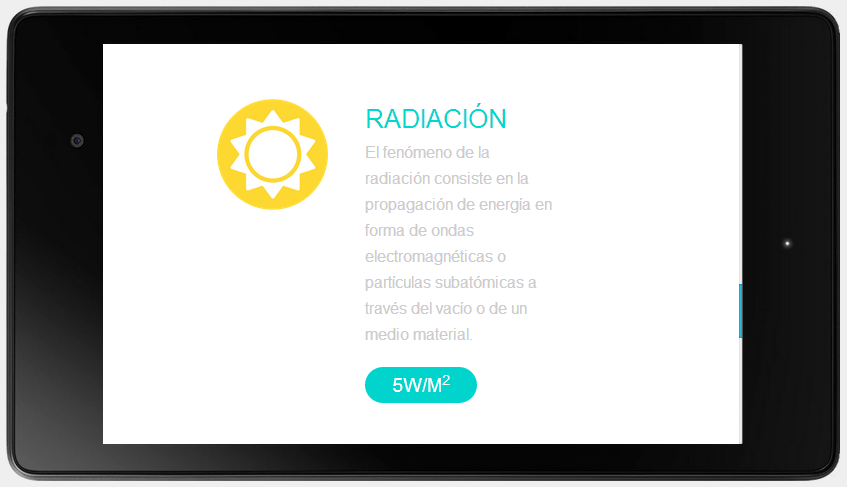 RADIACIÓN
El fenómeno de la
radiación consiste en la
propagación de energía en
forma de ondas
electromagnéticas o
partículas subatómicas a
través del vacío o de un
medio material.
5W/M²